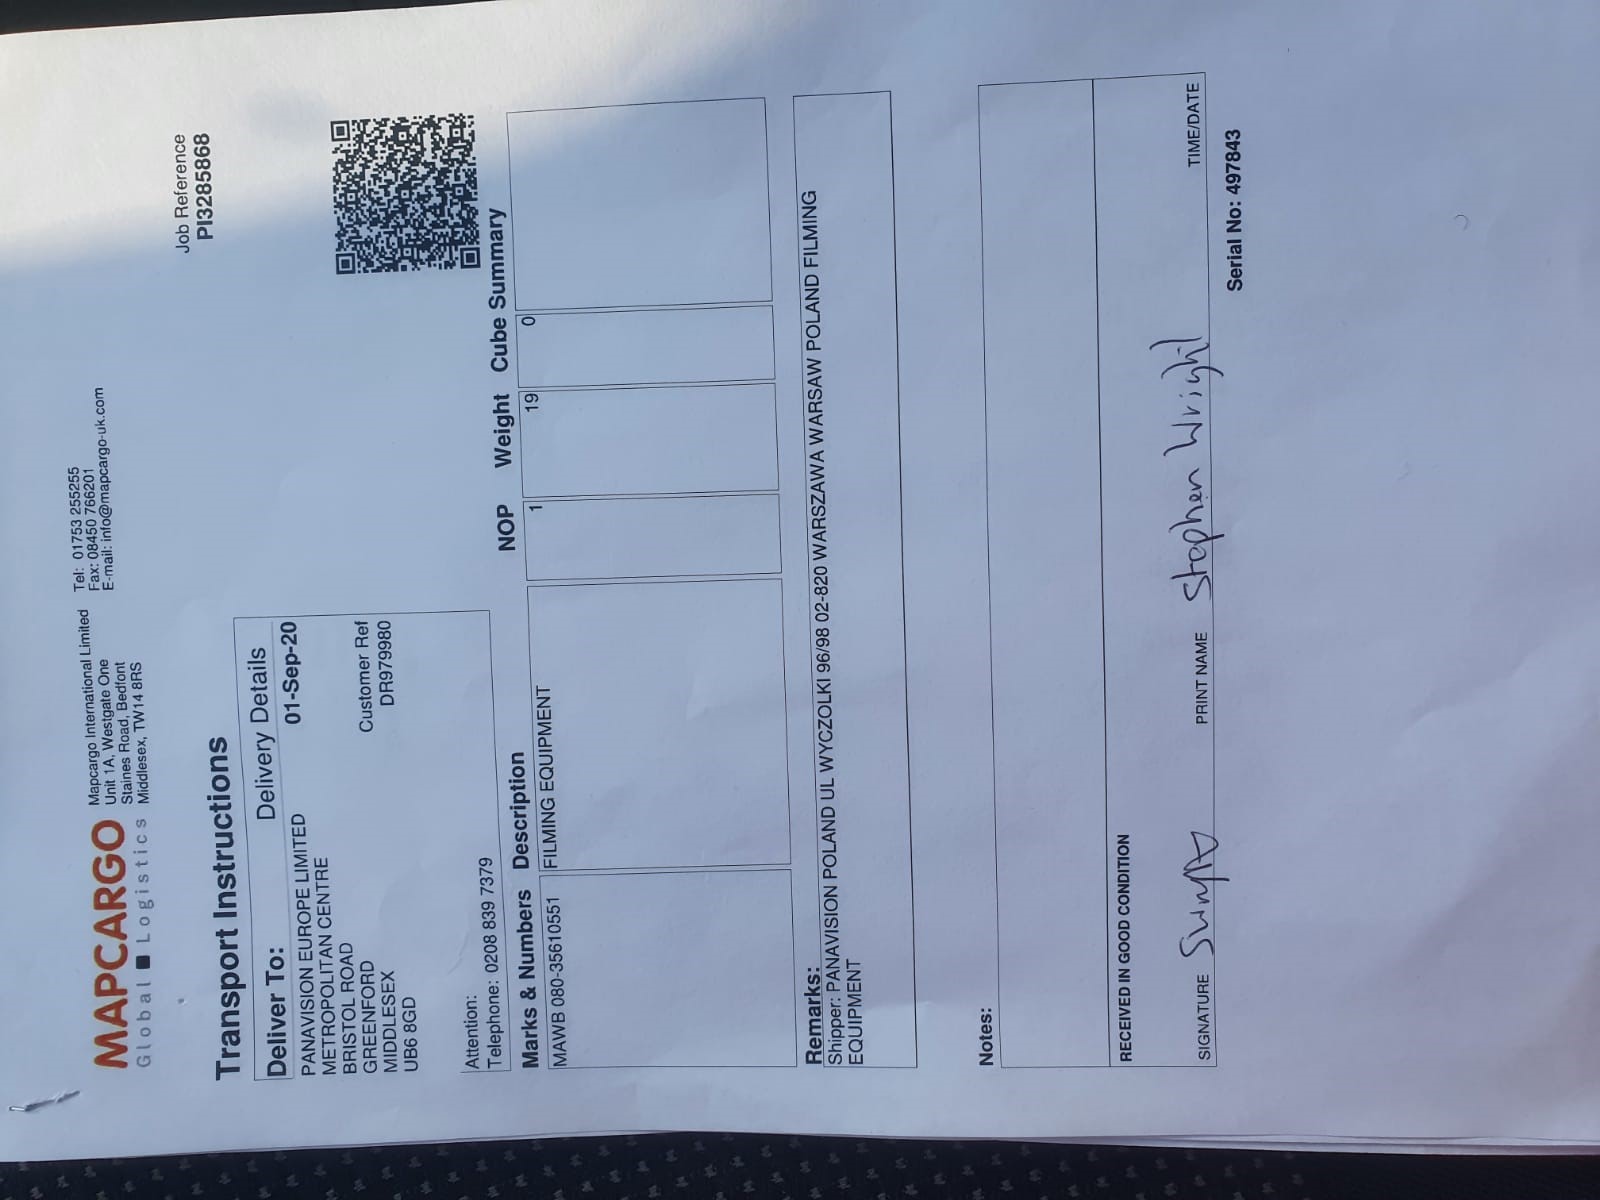 MAPCARGO
Global ■ Logistics
Mapcargo International Limited
Unit 1A, Westgate One
Staines Road, Bedfont
Middlesex, TW14 8RS
Tel: 01753 255255
Fax: 08450 766201
E-mail: info@mapcargo-uk.com
Job Reference
PI3285868
Transport Instructions
Deliver To: Delivery Details
PANAVISION EUROPE LIMITED 01-Sep-20
METROPOLITAN CENTRE
BRISTOL ROAD
GREENFORD Customer Ref
MIDDLESEX DR979980
UB6 8GD
Attention:
Telephone: 0208 839 7379
Marks & Numbers Description NOP Weight Cube Summary
MAWB 080-35610551 FILMING EQUIPMENT 1 19 0
Remarks:
Shipper: PANAVISION POLAND UL WYCZOLKI 96/98 02-820 WARSZAWA WARSAW POLAND FILMING
EQUIPMENT
Notes:
RECEIVED IN GOOD CONDITION
SIGNATURE PRINT NAME Stephen Wright TIME/DATE
Serial No: 497843